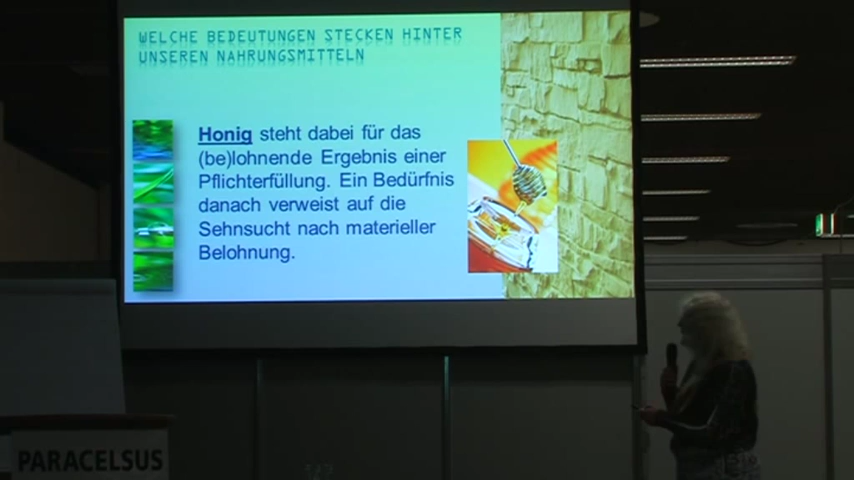 WELCHE BEDEUTUNGEN STECKEN HINTER
UNSEREN NAHRUNGSMITTELN
Honig steht dabei für das
(be)lohnende Ergebnis einer
Pflichterfüllung. Ein Bedürfnis
danach verweist auf die
Sehnsucht nach materieller
Belohnung.
PARACELSUS